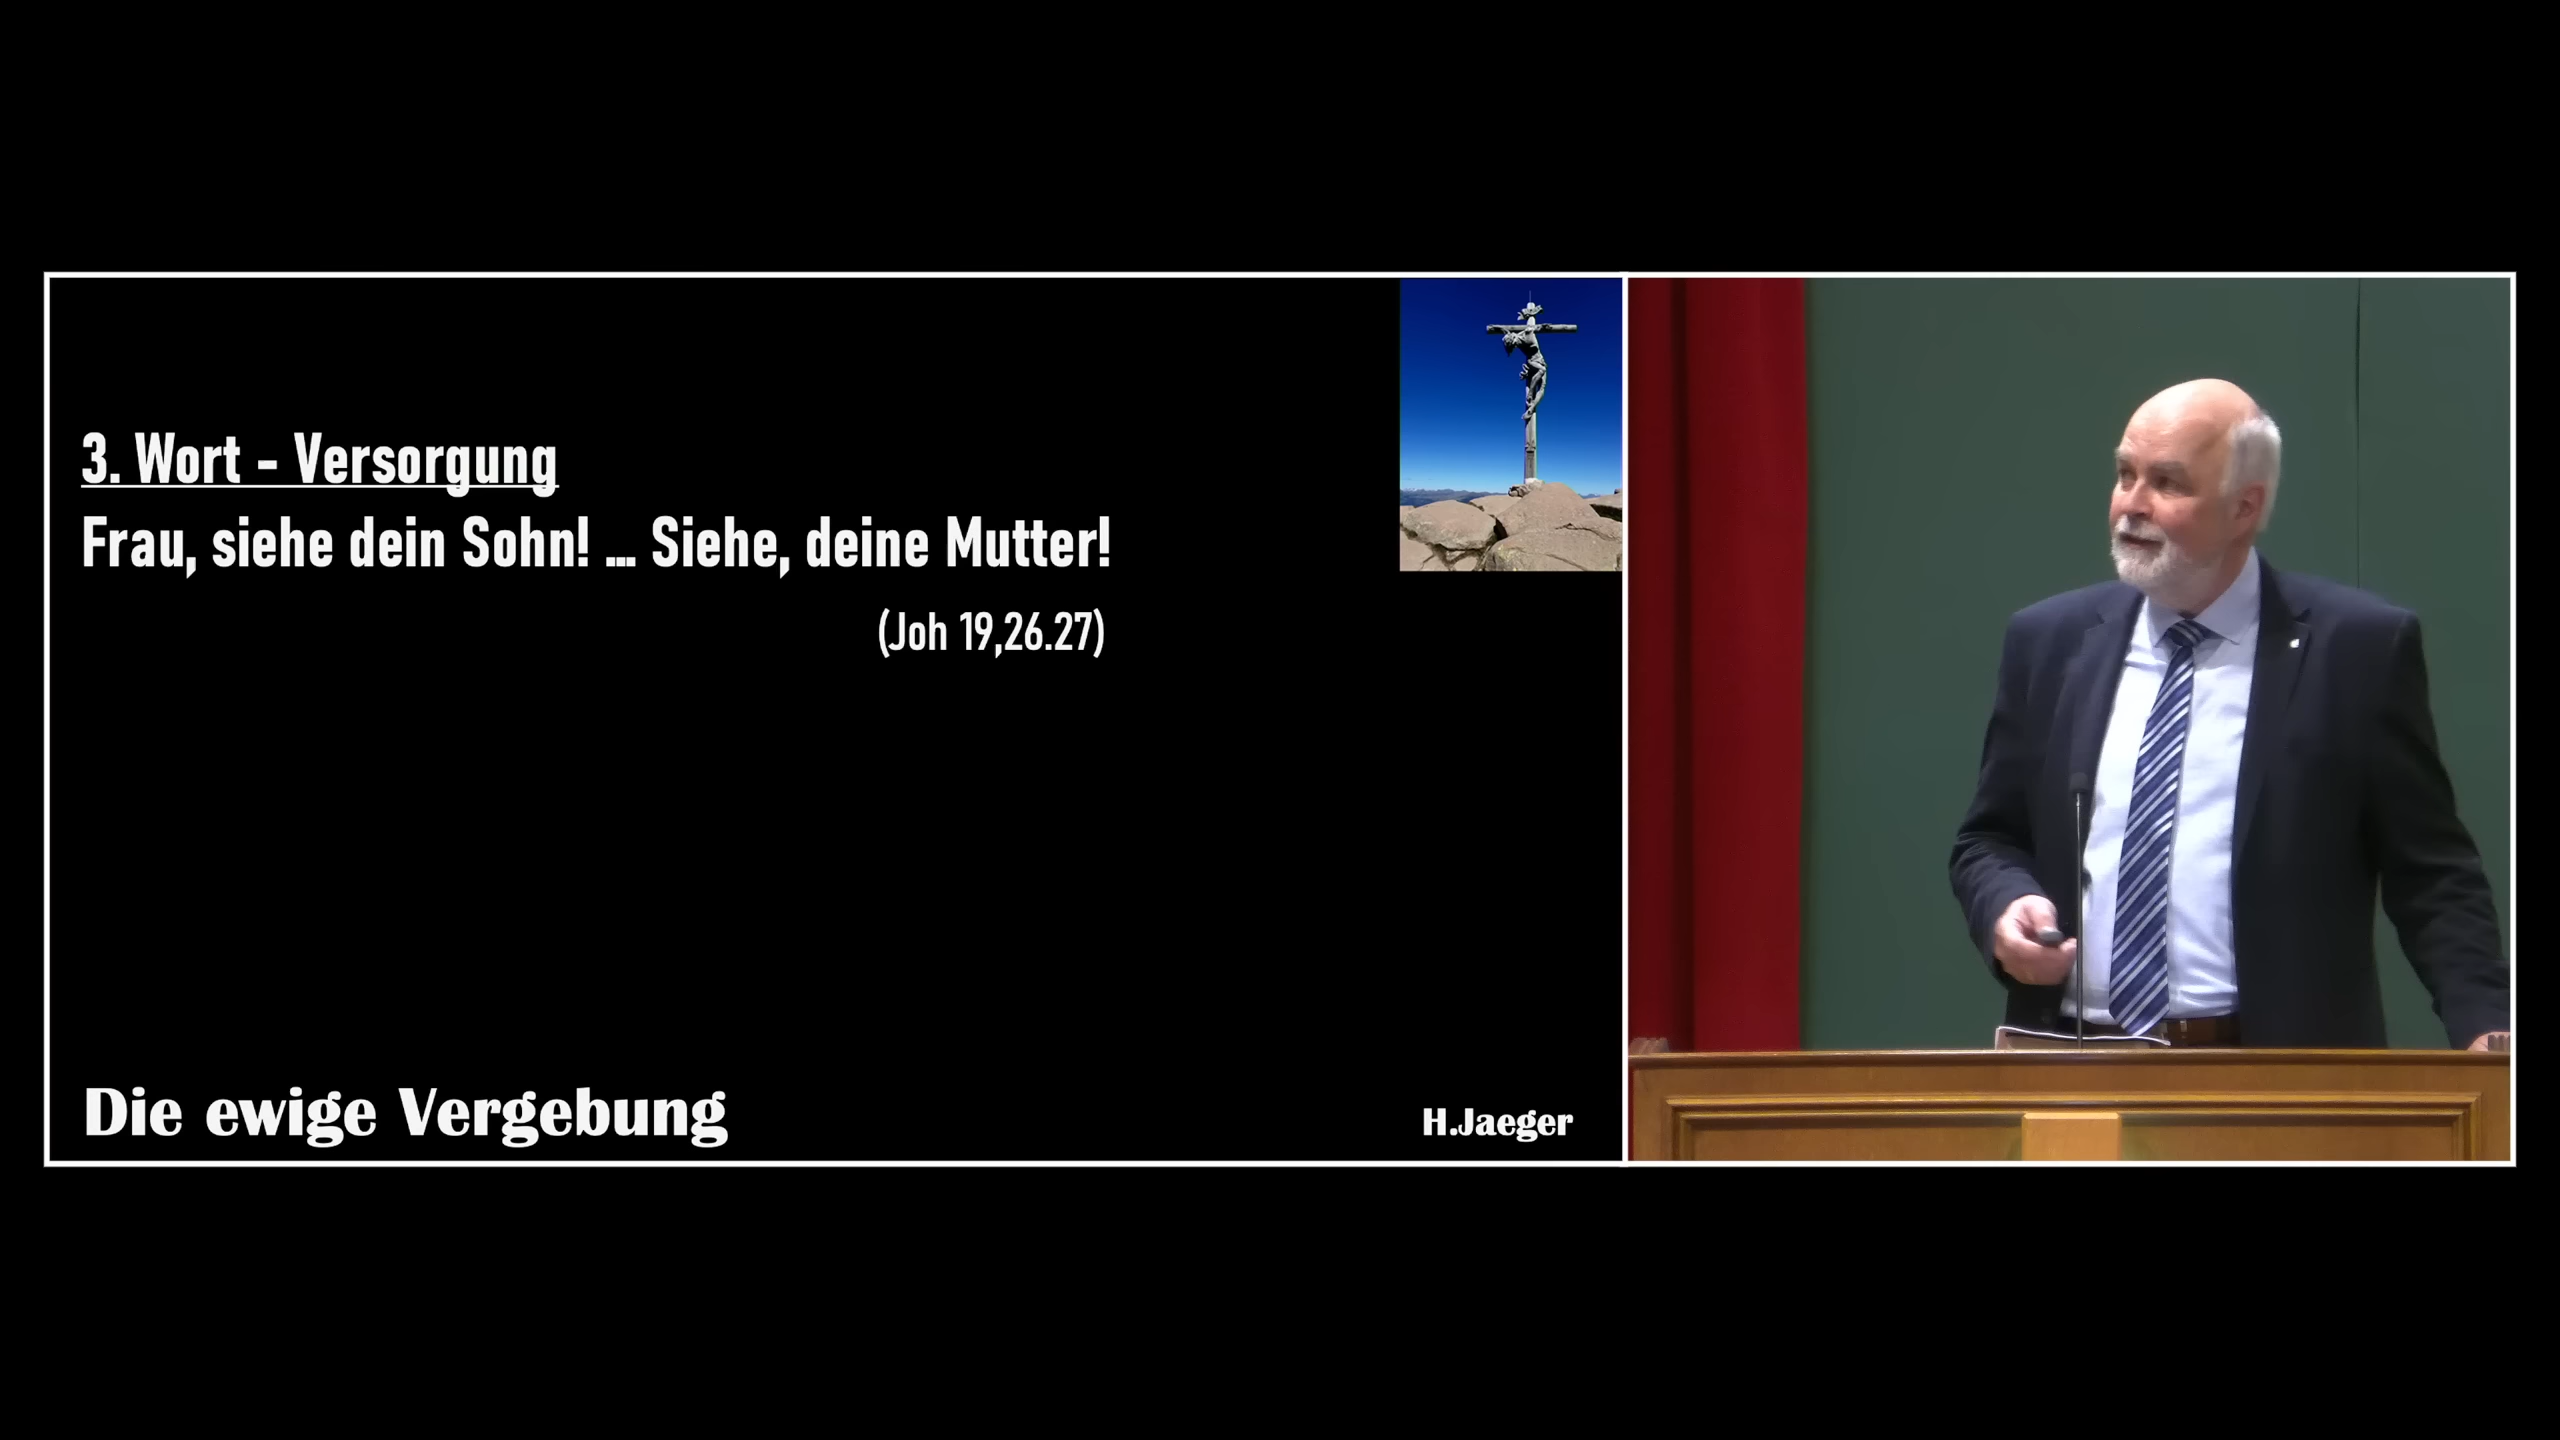 3. Wort - Versorgung
Frau, siehe dein Sohn! ... Siehe, deine Mutter!
(Joh 19,26.27)
Die ewige Vergebung
H.Jaeger